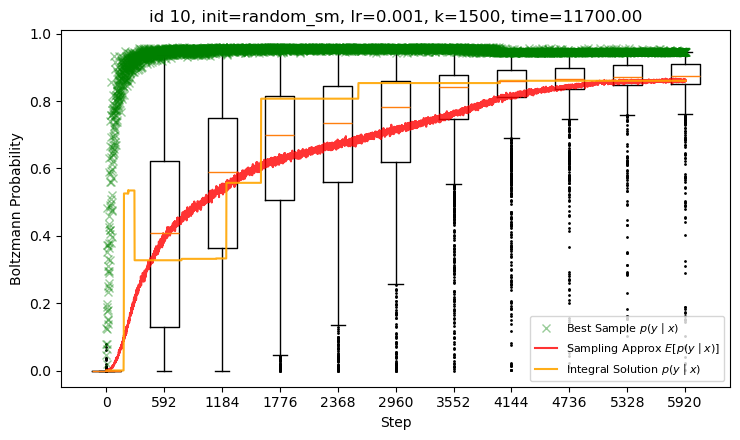 id 10, init=random_sm, lr=0.001, k=1500, time=11700.00
1.0
0.8
0.6
0.4
0.2
0.0
Boltzmann Probability
Best Sample p(y | x)
Sampling Approx E[p(y | x)]
Integral Solution p(y | x)
0 592 1184 1776 2368 2960 3552 4144 4736 5328 5920
Step